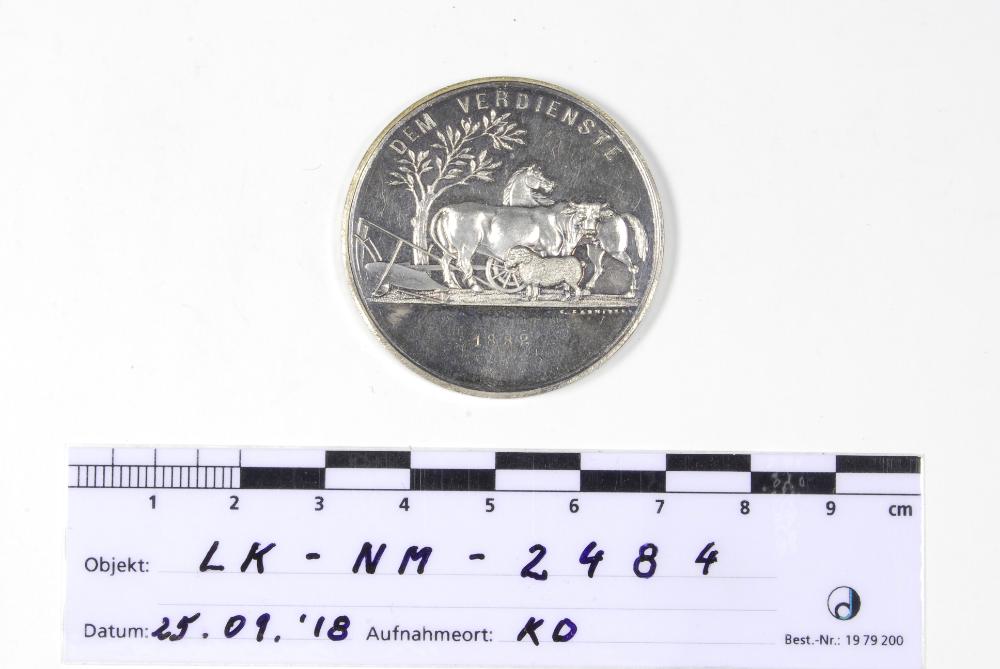 DEM VERDIENSTE
1882
1 2 3 4 5 6 7 8 9 cm
Objekt: LK - NM - 2484
Datum: 25.09.'18 Aufnahmeort: KD
Best.-Nr.: 19 79 200